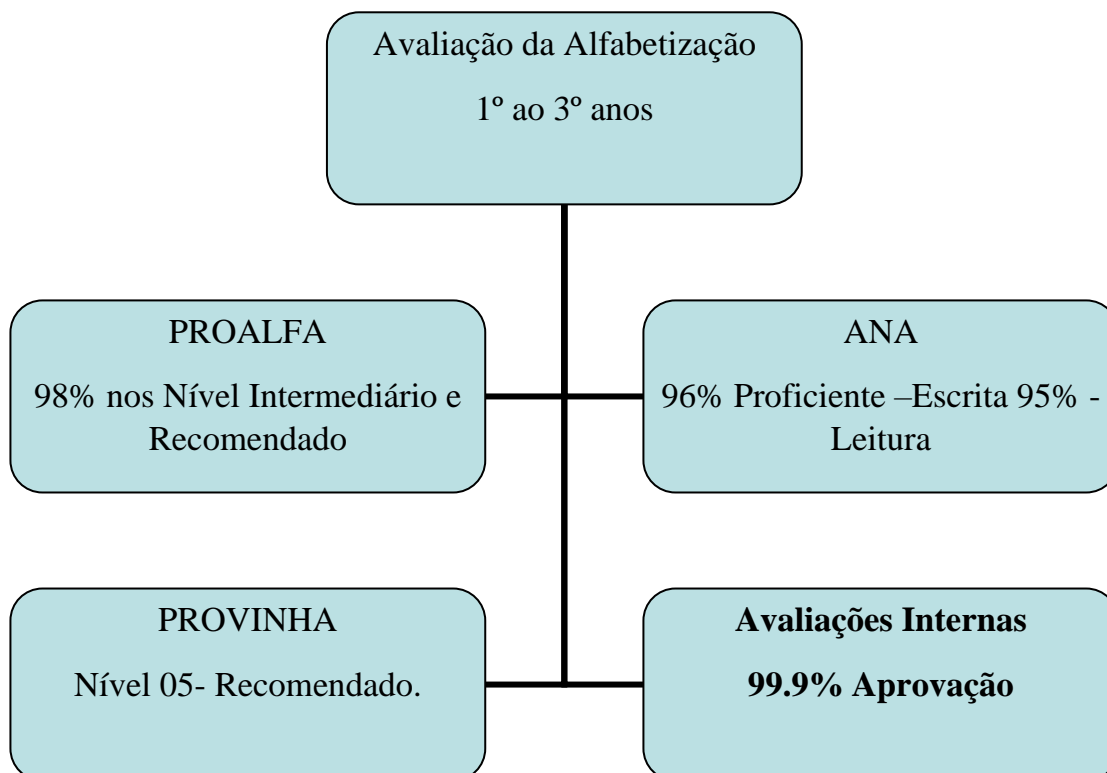 Avaliação da Alfabetização
1º ao 3º anos
PROALFA
98% nos Nível Intermediário e
Recomendado
ANA
96% Proficiente –Escrita 95% -
Leitura
PROVINHA
Nível 05- Recomendado.
Avaliações Internas
99.9% Aprovação